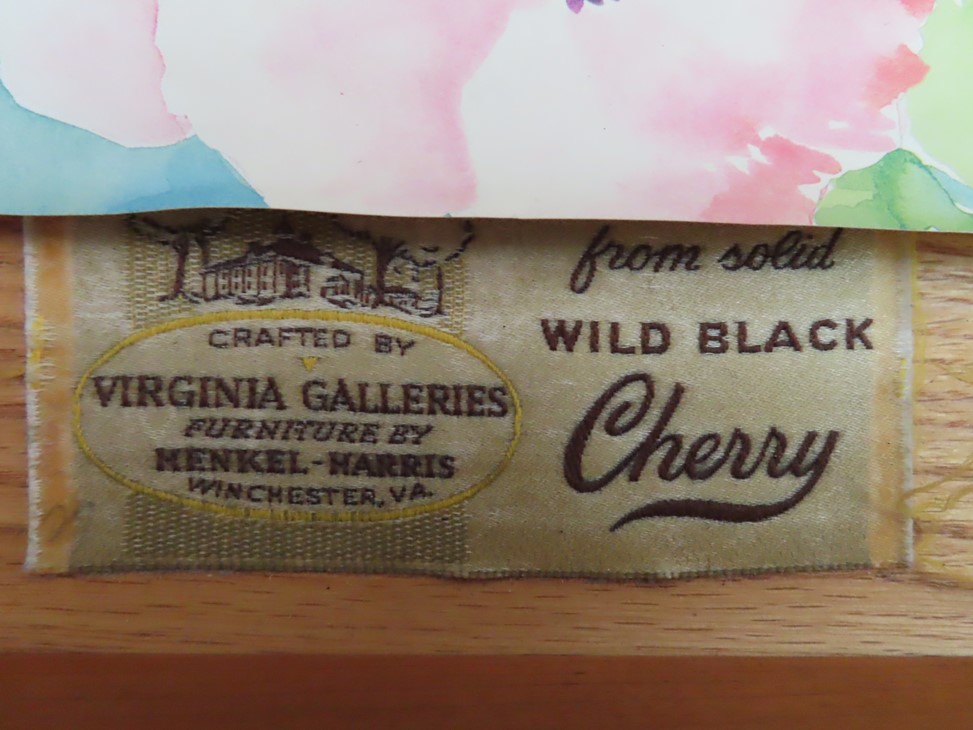 CRAFTED BY
VIRGINIA GALLERIES
FURNITURE BY
HENKEL-HARRIS
WINCHESTER, VA.
from solid
WILD BLACK
Cherry